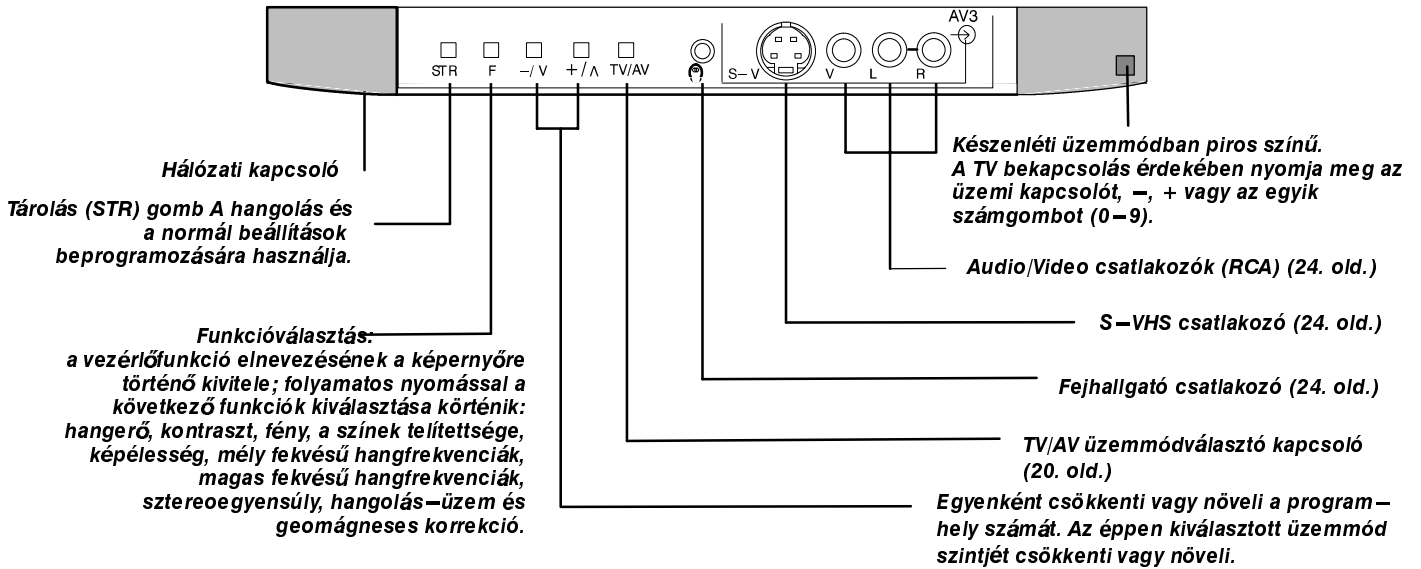 AV3
STR F –/ V +/Λ TV/AV S–V V L R
Hálózati kapcsoló
Tárolás (STR) gomb A hangolás és
a normál beállítások
beprogramozására használja.
Funkcióválasztás:
a vezérlőfunkció elnevezésének a képernyőre
történő kivitele; folyamatos nyomással a
következő funkciók kiválasztása körténik:
hangerő, kontraszt, fény, a színek telítettsége,
képélesség, mély fekvésű hangfrekvenciák,
magas fekvésű hangfrekvenciák,
sztereoegyensúly, hangolás–üzem és
geomágneses korrekció.
Készenléti üzemmódban piros színű.
A TV bekapcsolás érdekében nyomja meg az
üzemi kapcsolót, –, + vagy az egyik
számgombot (0–9).
Audio/Video csatlakozók (RCA) (24. old.)
S–VHS csatlakozó (24. old.)
Fejhallgató csatlakozó (24. old.)
TV/AV üzemmódválasztó kapcsoló
(20. old.)
Egyenként csökkenti vagy növeli a program–
hely számát. Az éppen kiválasztott üzemmód
szintjét csökkenti vagy növeli.